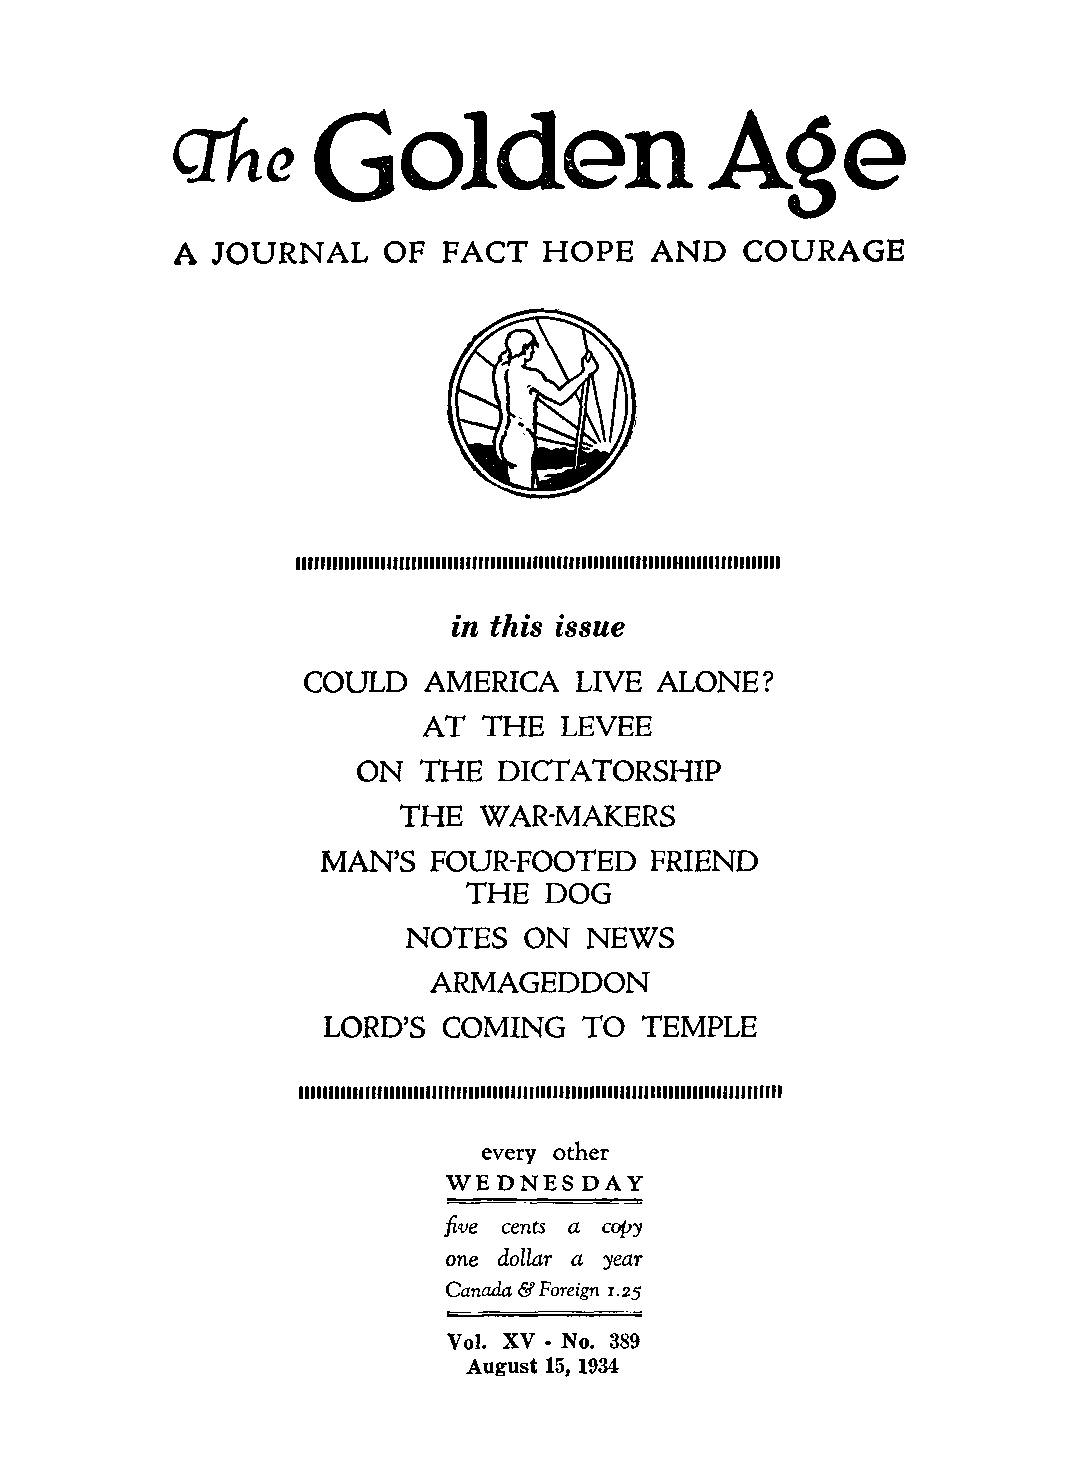 The Golden Age
A JOURNAL OF FACT HOPE AND COURAGE
in this issue
COULD AMERICA LIVE ALONE?
AT THE LEVEE
ON THE DICTATORSHIP
THE WAR-MAKERS
MAN'S FOUR-FOOTED FRIEND
THE DOG
NOTES ON NEWS
ARMAGEDDON
LORD'S COMING TO TEMPLE
every other
WEDNESDAY
five cents a copy
one dollar a year
Canada & Foreign 1.25
Vol. XV - No. 389
August 15, 1934